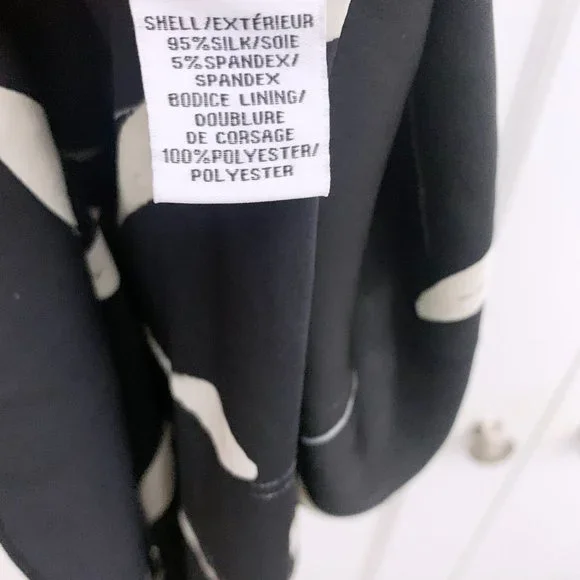 SHELL/EXTÉRIEUR
95%SILK/SOIE
5%SPANDEX/
SPANDEX
BODICE LINING/
DOUBLURE
DE CORSAGE
100%POLYESTER/
POLYESTER